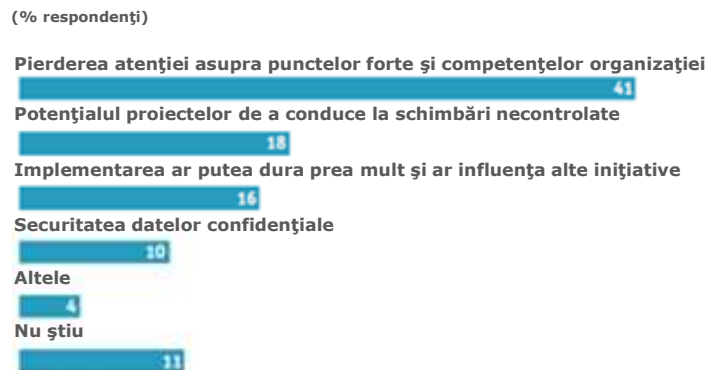 (% respondenţi)
Pierderea atenţiei asupra punctelor forte şi competenţelor organizaţiei
41
Potenţialul proiectelor de a conduce la schimbări necontrolate
18
Implementarea ar putea dura prea mult şi ar influenţa alte iniţiative
16
Securitatea datelor confidenţiale
10
Altele
4
Nu ştiu
11